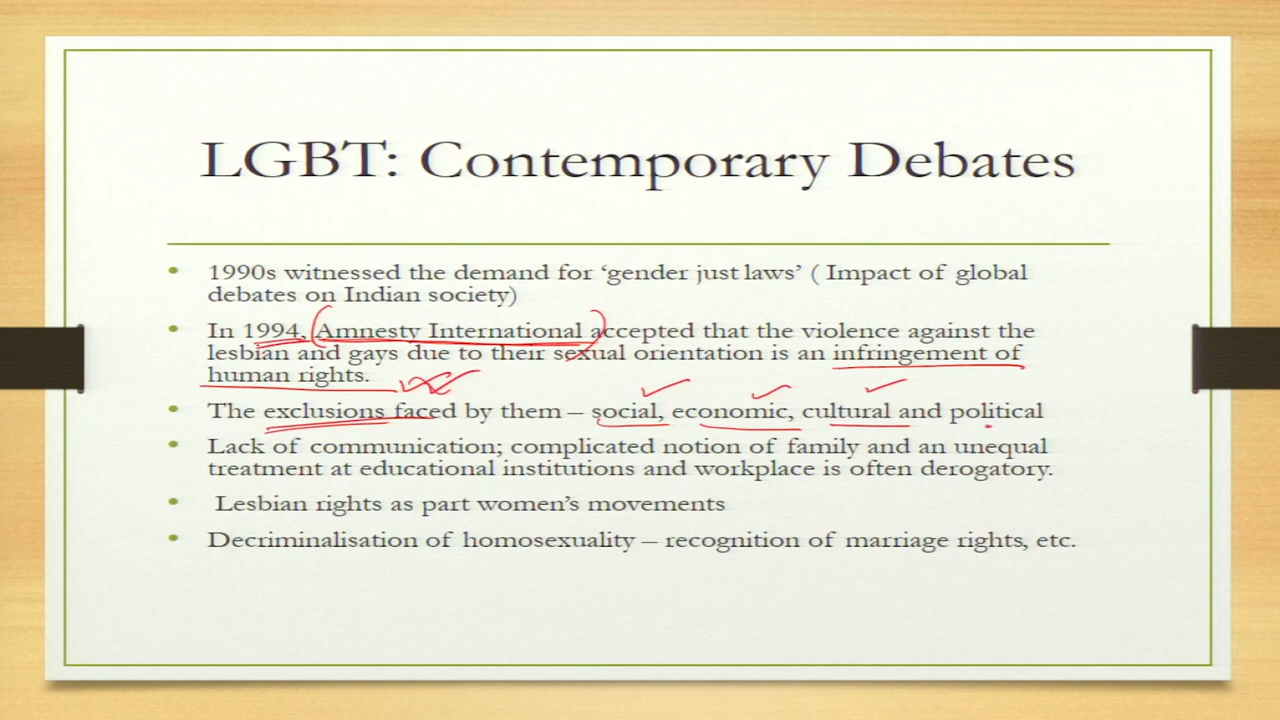 LGBT: Contemporary Debates
• 1990s witnessed the demand for ‘gender just laws’ ( Impact of global
debates on Indian society)
• In 1994, Amnesty International accepted that the violence against the
lesbian and gays due to their sexual orientation is an infringement of
human rights.
• The exclusions faced by them – social, economic, cultural and political
• Lack of communication; complicated notion of family and an unequal
treatment at educational institutions and workplace is often derogatory.
• Lesbian rights as part women’s movements
• Decriminalisation of homosexuality – recognition of marriage rights, etc.